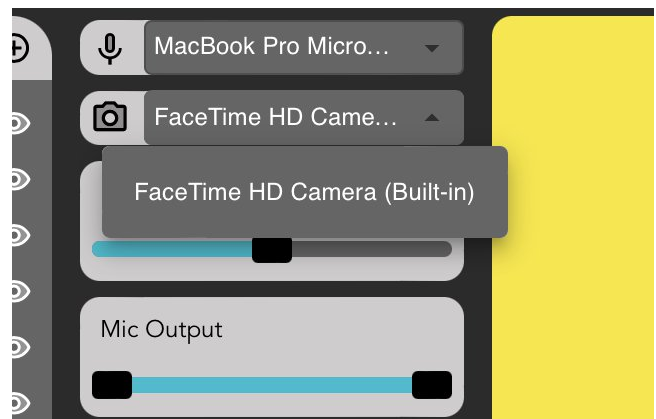 MacBook Pro Micro...
FaceTime HD Came...
FaceTime HD Camera (Built-in)
Mic Output